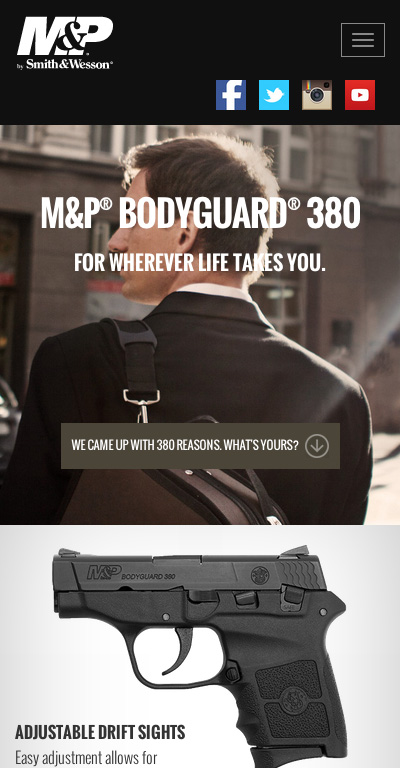 M&P
by Smith & Wesson®
M&P® BODYGUARD® 380
FOR WHEREVER LIFE TAKES YOU.
WE CAME UP WITH 380 REASONS. WHAT'S YOURS?
M&P BODYGUARD 380
ADJUSTABLE DRIFT SIGHTS
Easy adjustment allows for